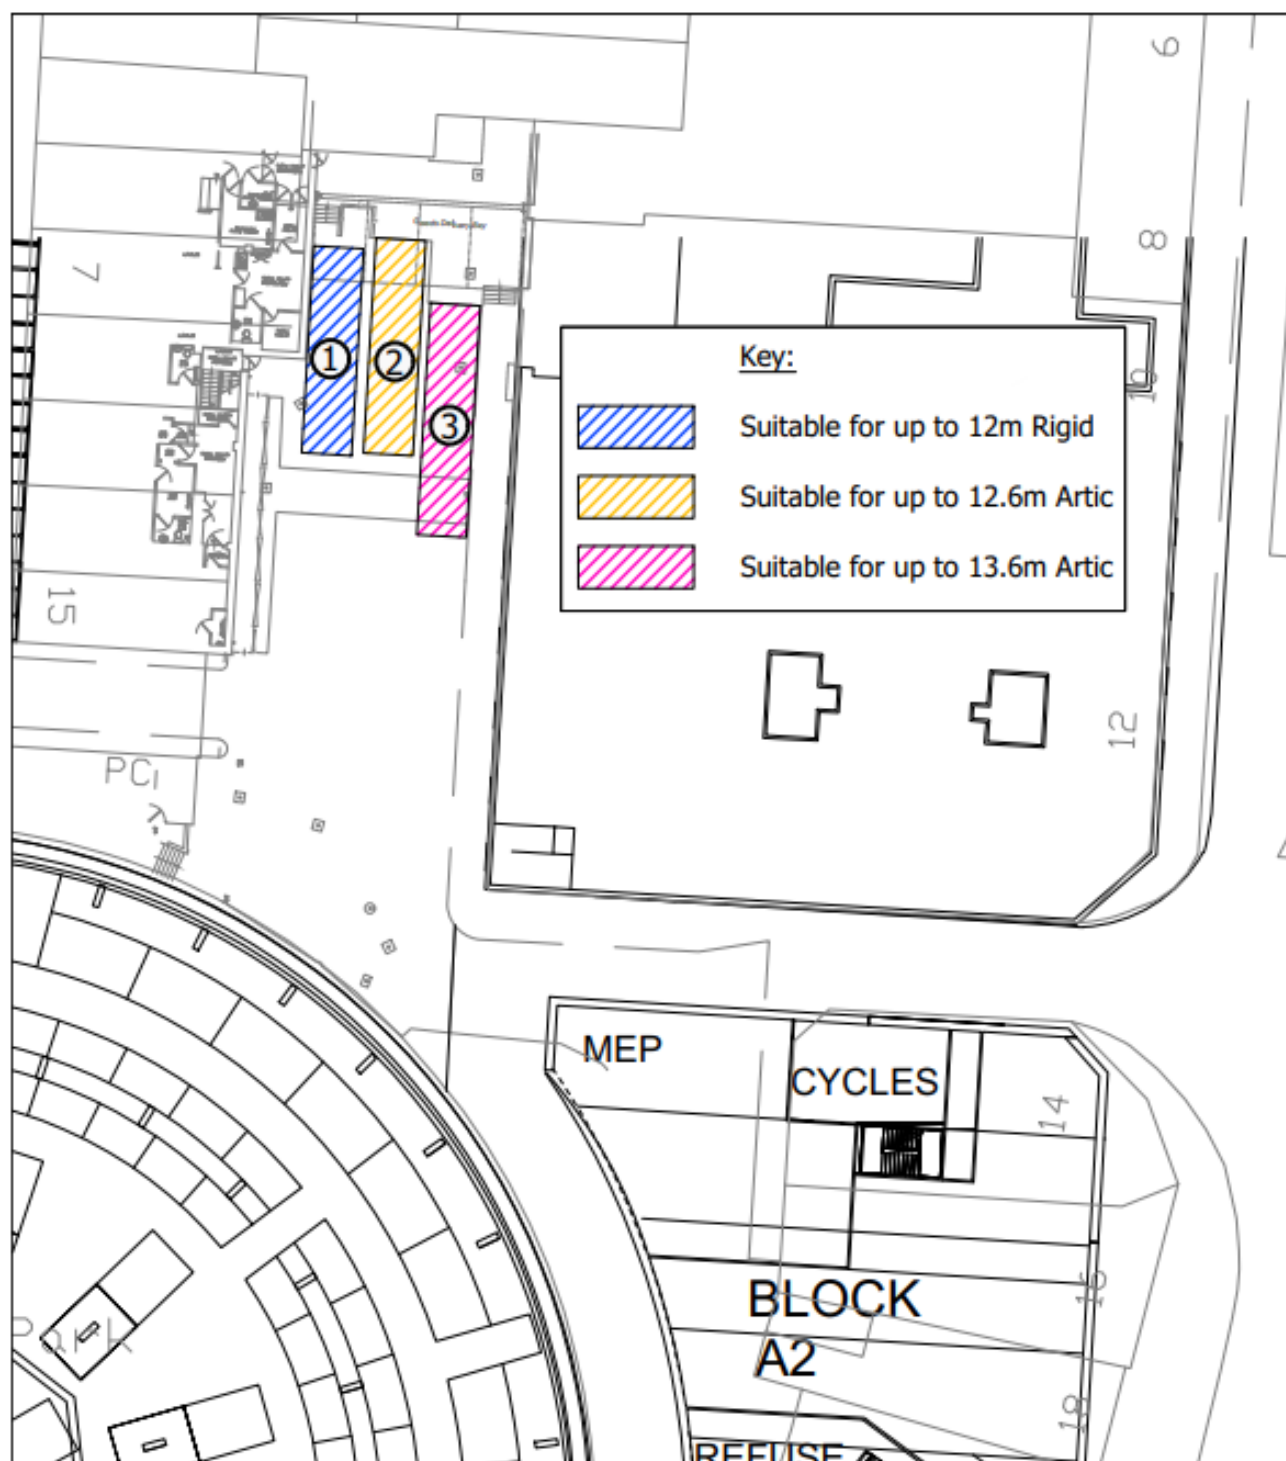 9
8
7
Key:
10
1
2
Suitable for up to 12m Rigid
3
Suitable for up to 12.6m Artic
Suitable for up to 13.6m Artic
15
12
PC
MEP
CYCLES
14
BLOCK
16
A2
Park
18
REFUSE